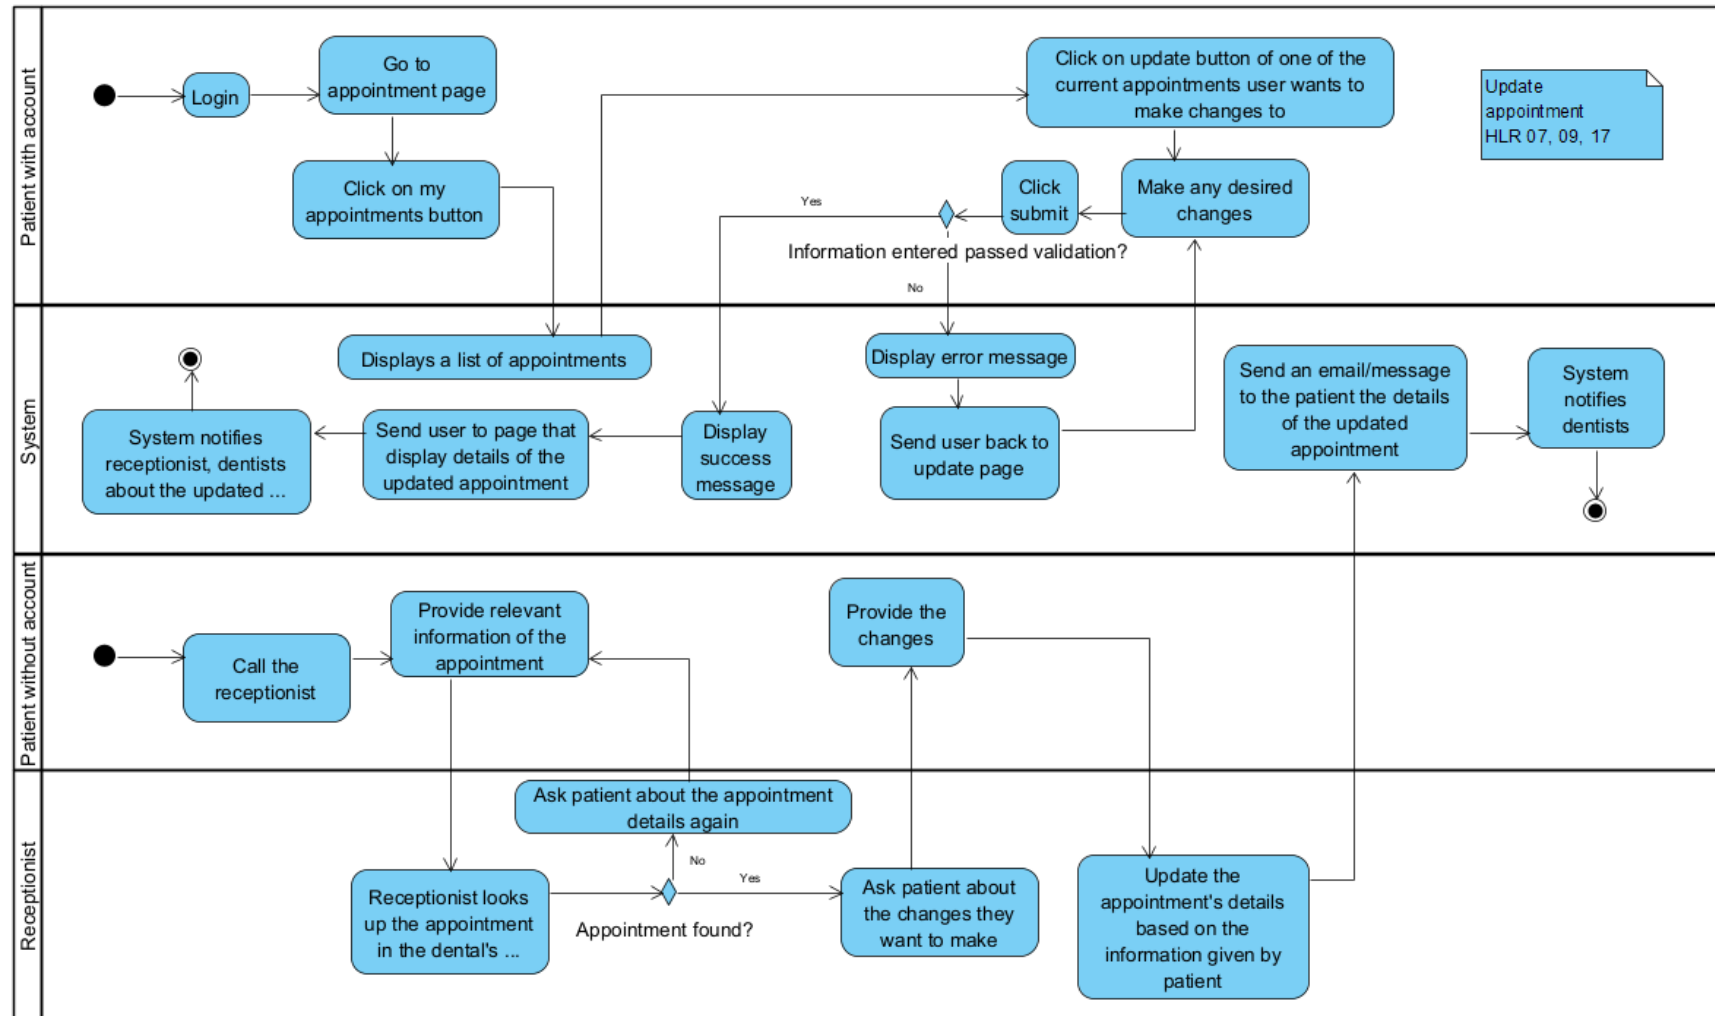 Patient with account
Login
Go to
appointment page
Click on my
appointments button
Click on update button of one of the
current appointments user wants to
make changes to
Make any desired
changes
Click
submit
Yes
Information entered passed validation?
No
Update
appointment
HLR 07, 09, 17
System
Displays a list of appointments
Display error message
Send user back to
update page
Display
success
message
Send user to page that
display details of the
updated appointment
System notifies
receptionist, dentists
about the updated ...
Send an email/message
to the patient the details
of the updated
appointment
System
notifies
dentists
Patient without account
Call the
receptionist
Provide relevant
information of the
appointment
Provide the
changes
Receptionist
Ask patient about the appointment
details again
No
Yes
Receptionist looks
up the appointment
in the dental's ...
Appointment found?
Ask patient about
the changes they
want to make
Update the
appointment's details
based on the
information given by
patient